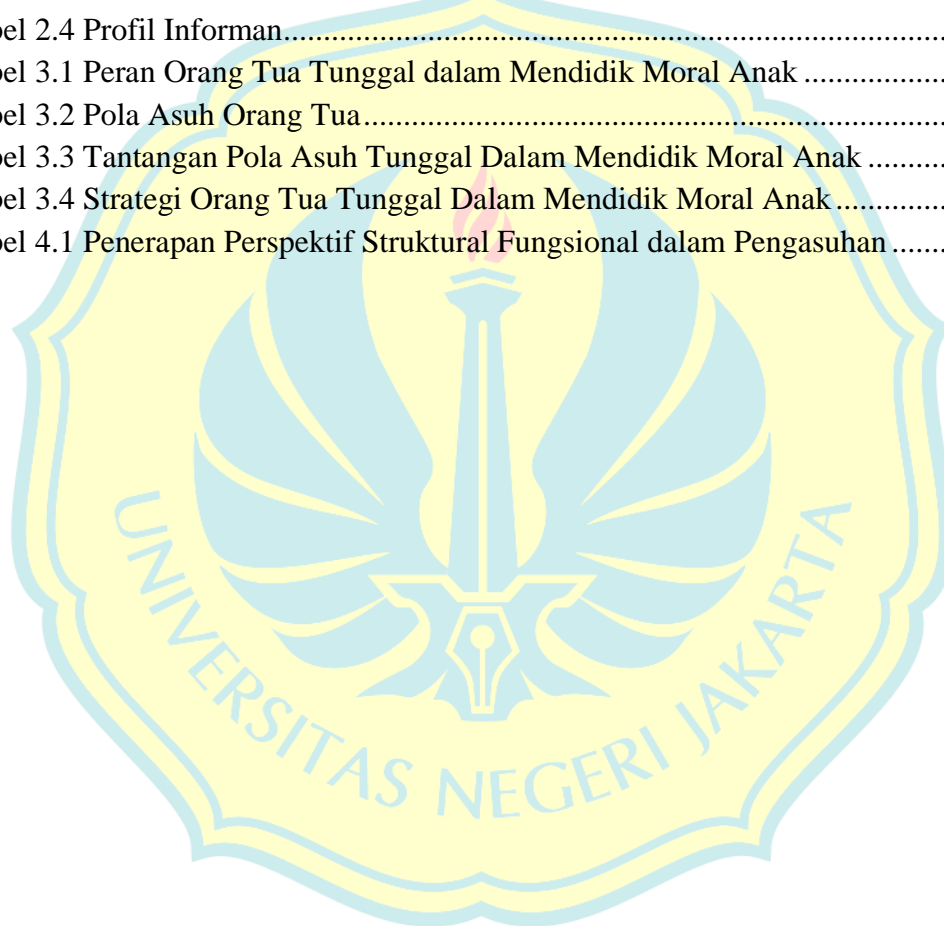 bel 2.4 Profil Informan....................................................................................
bel 3.1 Peran Orang Tua Tunggal dalam Mendidik Moral Anak ..................
bel 3.2 Pola Asuh Orang Tua..........................................................................
bel 3.3 Tantangan Pola Asuh Tunggal Dalam Mendidik Moral Anak ..........
bel 3.4 Strategi Orang Tua Tunggal Dalam Mendidik Moral Anak..............
bel 4.1 Penerapan Perspektif Struktural Fungsional dalam Pengasuhan.......
UNIVERSITAS NEGERI JAKARTA